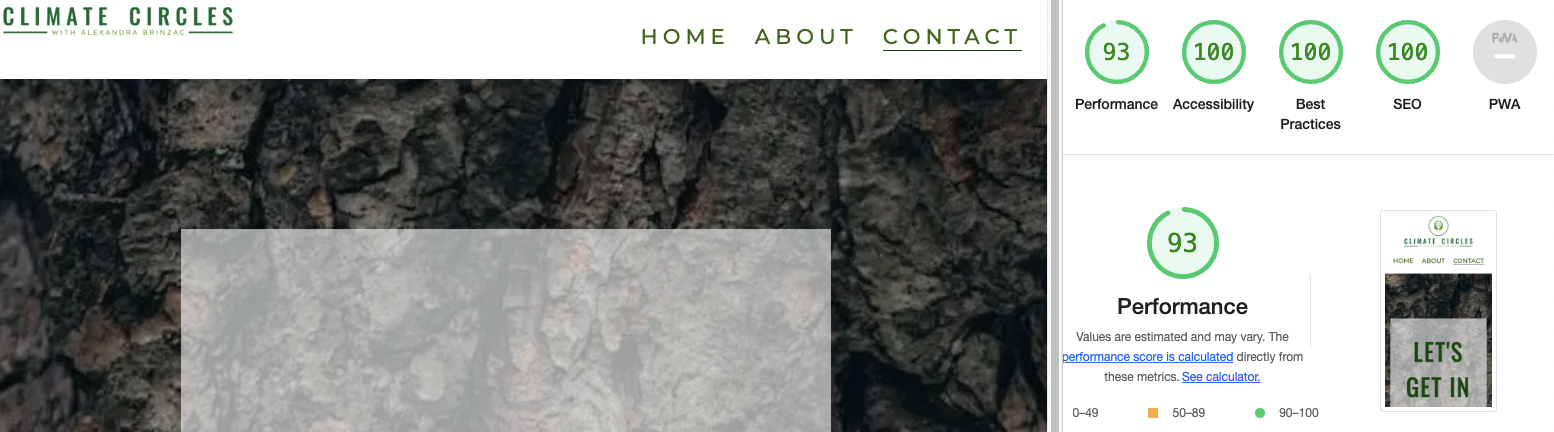 CLIMATE CIRCLES
WITH ALEXANDRA BRINZAC
HOME ABOUT CONTACT
93 100 100 100 PWA
Performance Accessibility Best Practices SEO PWA
93
Performance
Values are estimated and may vary. The
performance score is calculated directly from
these metrics. See calculator.
0–49 50–89 90–100
CLIMATE CIRCLES
HOME ABOUT CONTACT
LET'S
GET IN